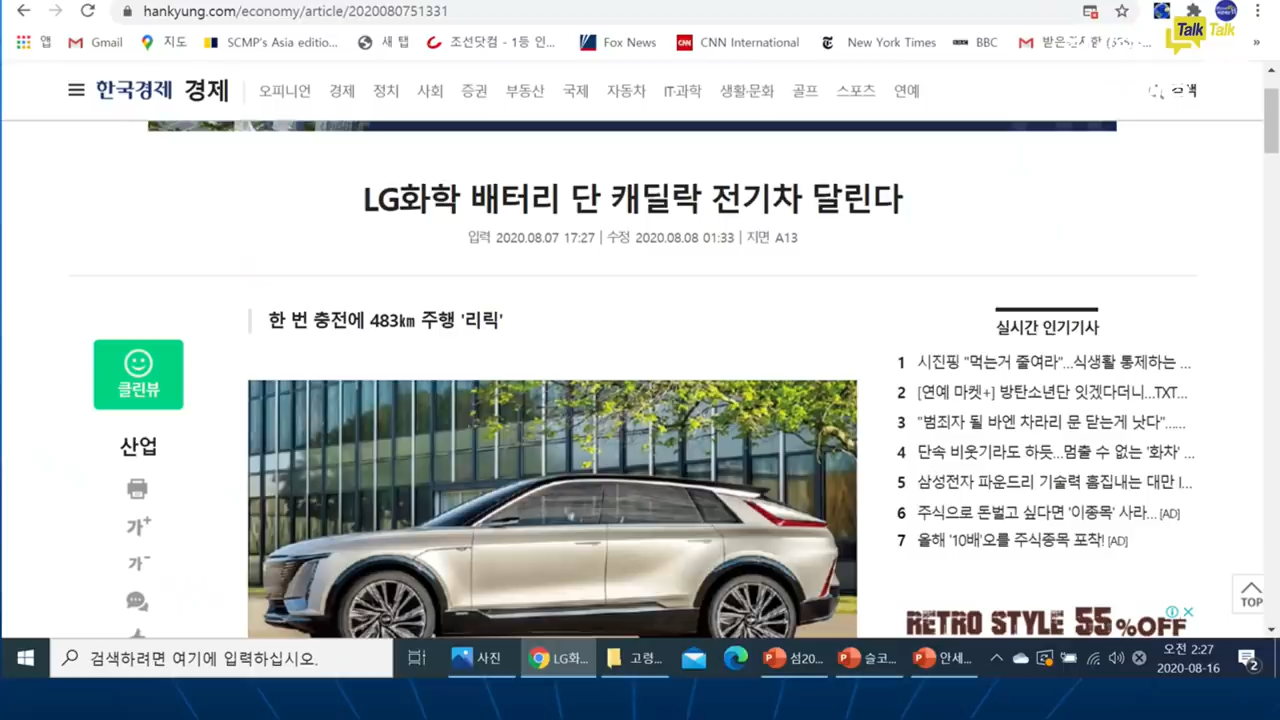 hankyung.com/economy/article/2020080751331
Talk Talk
앱 Gmail 지도 SCMP's Asia editio... 새 탭 조선닷컴 - 1등 인... Fox News CNN International New York Times BBC »
한국경제 경제 오피니언 경제 정치 사회 증권 부동산 국제 자동차 IT·과학 생활·문화 골프 스포츠 연예
LG화학 배터리 단 캐딜락 전기차 달린다
입력 2020.08.07 17:27 | 수정 2020.08.08 01:33 | 지면 A13
한 번 충전에 483㎞ 주행 '리릭'
클린뷰
산업
가+
가-
실시간 인기기사
1 시진핑 "먹는거 줄여라"...식생활 통제하는 ...
2 [연예 마켓+] 방탄소년단 잇겠다더니...TXT...
3 "범죄자 될 바엔 차라리 문 닫는게 낫다"......
4 단속 비웃기라도 하듯...멈출 수 없는 '화차' ...
5 삼성전자 파운드리 기술력 흠집내는 대만 I...
6 주식으로 돈벌고 싶다면 '이종목' 사라... [AD]
7 올해 '10배'오를 주식종목 포착! [AD]
TOP
RETRO STYLE 55%OFF
검색하려면 여기에 입력하십시오.
사진 LG화... 고령... 섬20... 슬코... 안세...
오전 2:27
2020-08-16
2